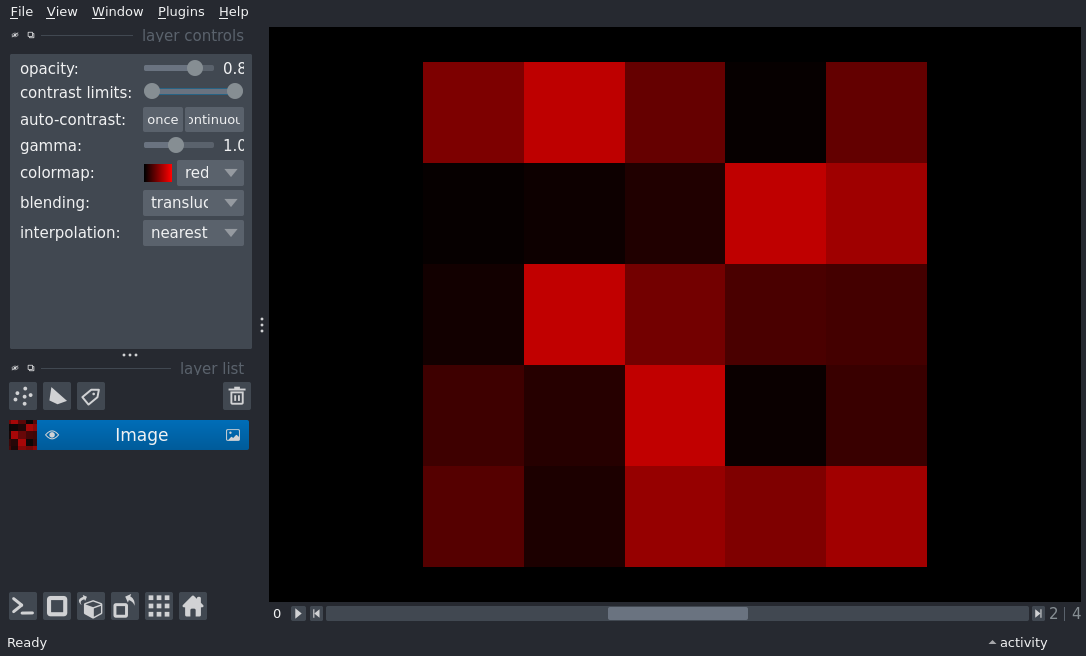 File View Window Plugins Help
layer controls
opacity: 0.8
contrast limits:
auto-contrast: once ontinuou
gamma: 1.0
colormap: red
blending: transluc
interpolation: nearest
layer list
Image
0 2 | 4
Ready activity